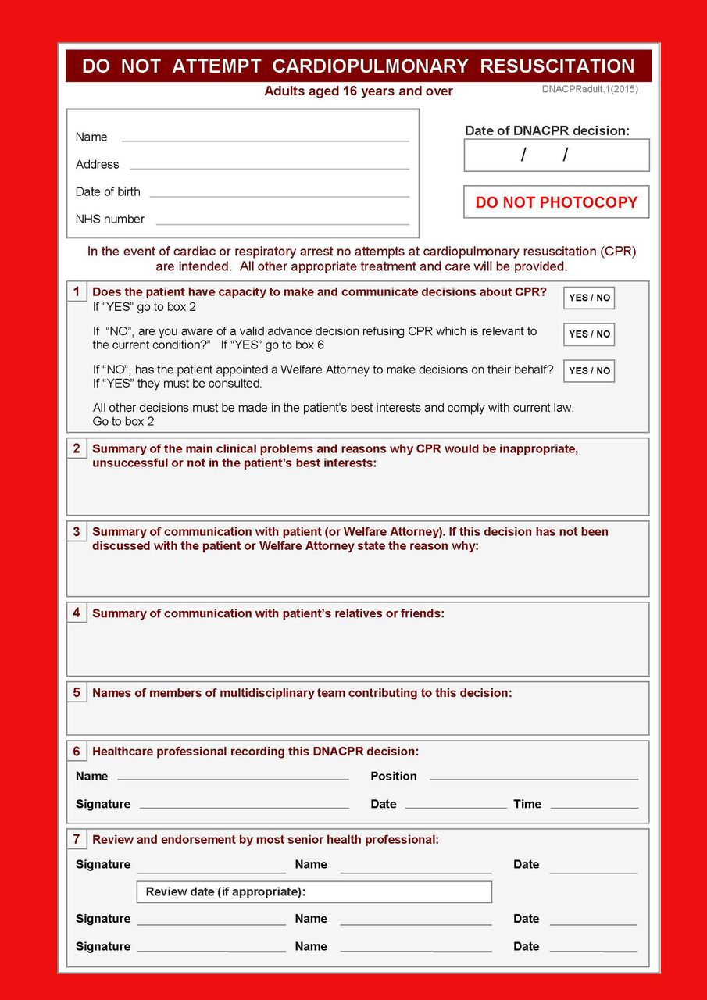 DO NOT ATTEMPT CARDIOPULMONARY RESUSCITATION
Adults aged 16 years and over
DNACPRadult.1(2015)
Name
Address
Date of birth
NHS number
Date of DNACPR decision:
/ /
DO NOT PHOTOCOPY
In the event of cardiac or respiratory arrest no attempts at cardiopulmonary resuscitation (CPR)
are intended. All other appropriate treatment and care will be provided.
1 Does the patient have capacity to make and communicate decisions about CPR? YES / NO
If “YES” go to box 2
If “NO”, are you aware of a valid advance decision refusing CPR which is relevant to YES / NO
the current condition?” If “YES” go to box 6
If “NO”, has the patient appointed a Welfare Attorney to make decisions on their behalf? YES / NO
If “YES” they must be consulted.
All other decisions must be made in the patient’s best interests and comply with current law.
Go to box 2
2 Summary of the main clinical problems and reasons why CPR would be inappropriate,
unsuccessful or not in the patient’s best interests:
3 Summary of communication with patient (or Welfare Attorney). If this decision has not been
discussed with the patient or Welfare Attorney state the reason why:
4 Summary of communication with patient’s relatives or friends:
5 Names of members of multidisciplinary team contributing to this decision:
6 Healthcare professional recording this DNACPR decision:
Name Position
Signature Date Time
7 Review and endorsement by most senior health professional:
Signature Name Date
Review date (if appropriate):
Signature Name Date
Signature Name Date